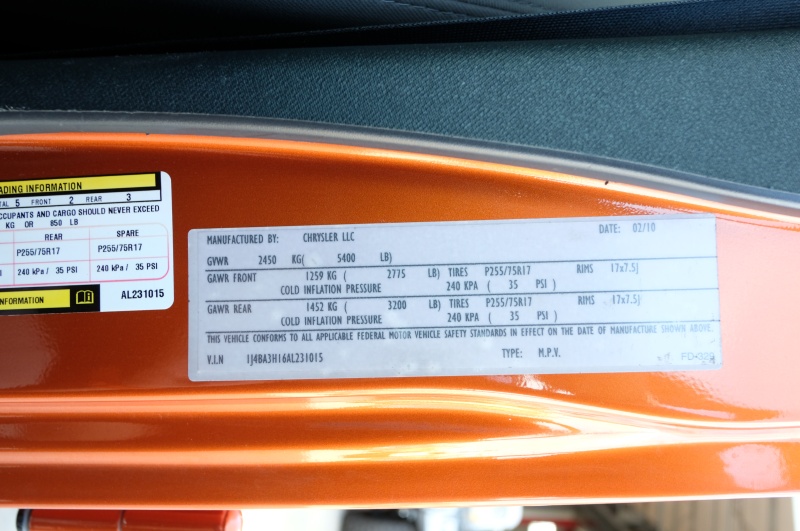 ADING INFORMATION
TAL 5 FRONT 2 REAR 3
CCUPANTS AND CARGO SHOULD NEVER EXCEED
KG OR 850 LB
REAR SPARE
P255/75R17 P255/75R17
240 kPa / 35 PSI 240 kPa / 35 PSI
INFORMATION AL231015
MANUFACTURED BY: CHRYSLER LLC DATE: 02/10
GVWR 2450 KG( 5400 LB)
GAWR FRONT 1259 KG ( 2775 LB) TIRES P255/75R17 RIMS 17x7.5J
COLD INFLATION PRESSURE 240 KPA ( 35 PSI )
GAWR REAR 1452 KG ( 3200 LB) TIRES P255/75R17 RIMS 17x7.5J
COLD INFLATION PRESSURE 240 KPA ( 35 PSI )
THIS VEHICLE CONFORMS TO ALL APPLICABLE FEDERAL MOTOR VEHICLE SAFETY STANDARDS IN EFFECT ON THE DATE OF MANUFACTURE SHOWN ABOVE.
V.I.N 1J4BA3H16AL231015 TYPE: M.P.V.